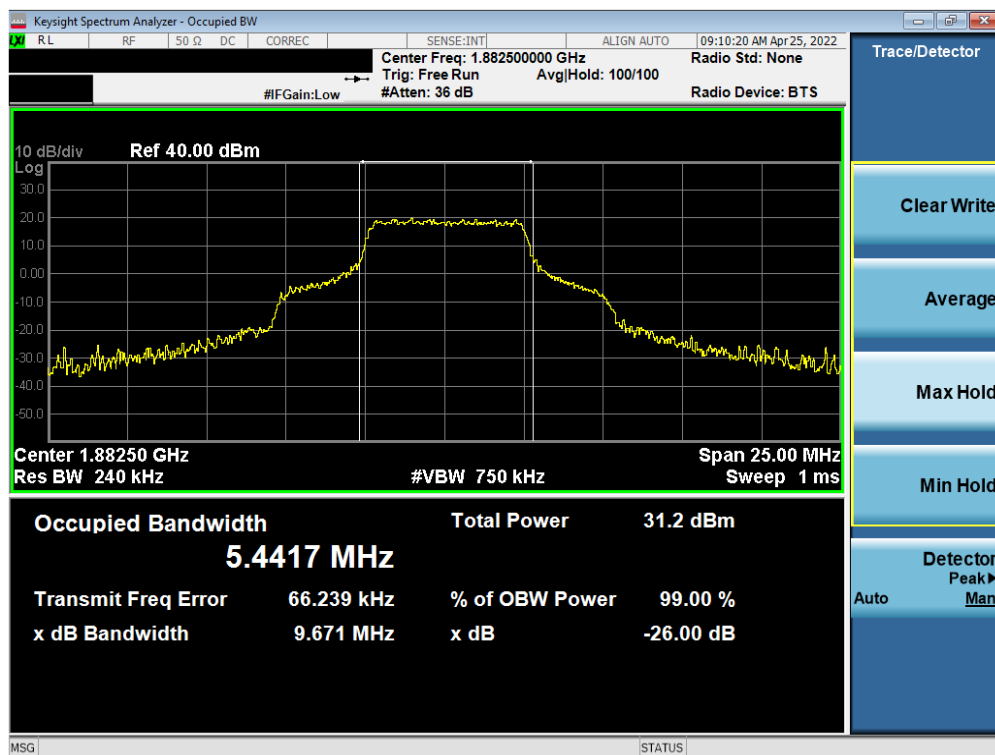 Keysight Spectrum Analyzer - Occupied BW
LXI RL RF 50 Ω DC CORREC SENSE:INT ALIGN AUTO 09:10:20 AM Apr 25, 2022
Center Freq: 1.882500000 GHz Radio Std: None
Trig: Free Run Avg|Hold: 100/100
#IFGain:Low #Atten: 36 dB Radio Device: BTS
10 dB/div Ref 40.00 dBm
Log
30.0
20.0
10.0
0.00
-10.0
-20.0
-30.0
-40.0
-50.0
Center 1.88250 GHz Span 25.00 MHz
Res BW 240 kHz #VBW 750 kHz Sweep 1 ms
Occupied Bandwidth Total Power 31.2 dBm
5.4417 MHz
Transmit Freq Error 66.239 kHz % of OBW Power 99.00 %
x dB Bandwidth 9.671 MHz x dB -26.00 dB
MSG STATUS
Trace/Detector
Clear Write
Average
Max Hold
Min Hold
Detector
Peak▶
Auto Man